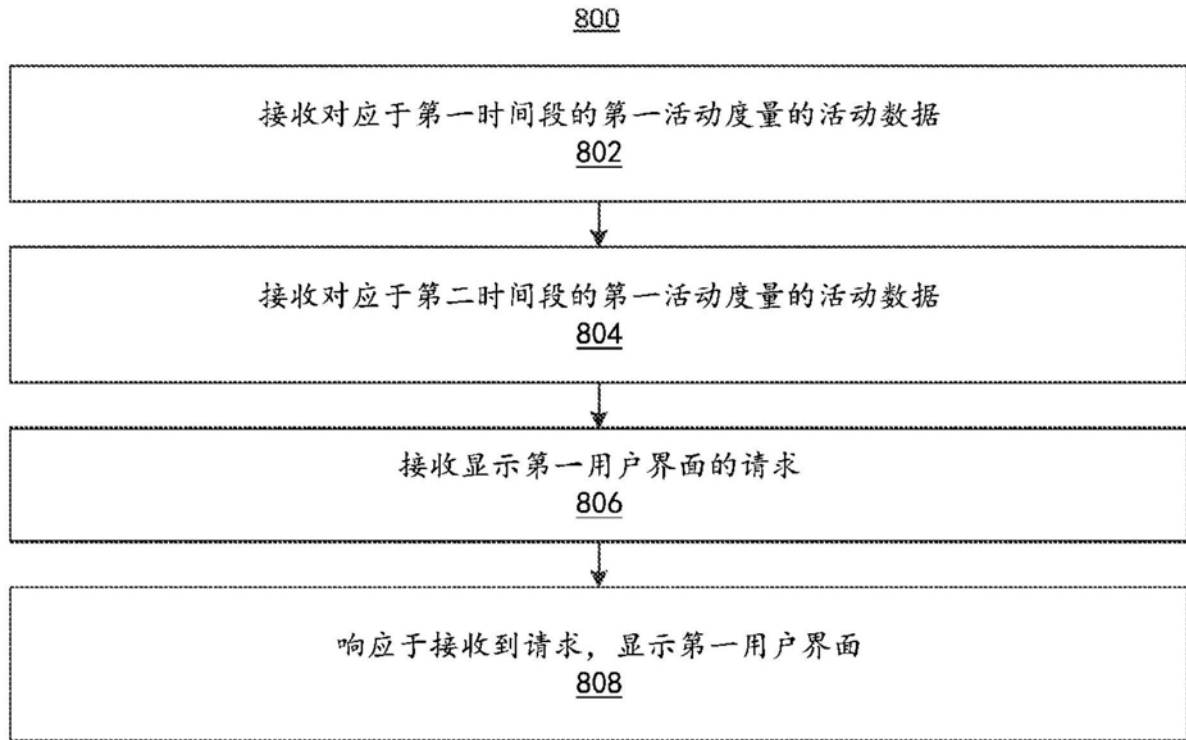 800
接收对应于第一时间段的第一活动度量的活动数据
802
接收对应于第二时间段的第一活动度量的活动数据
804
接收显示第一用户界面的请求
806
响应于接收到请求，显示第一用户界面
808